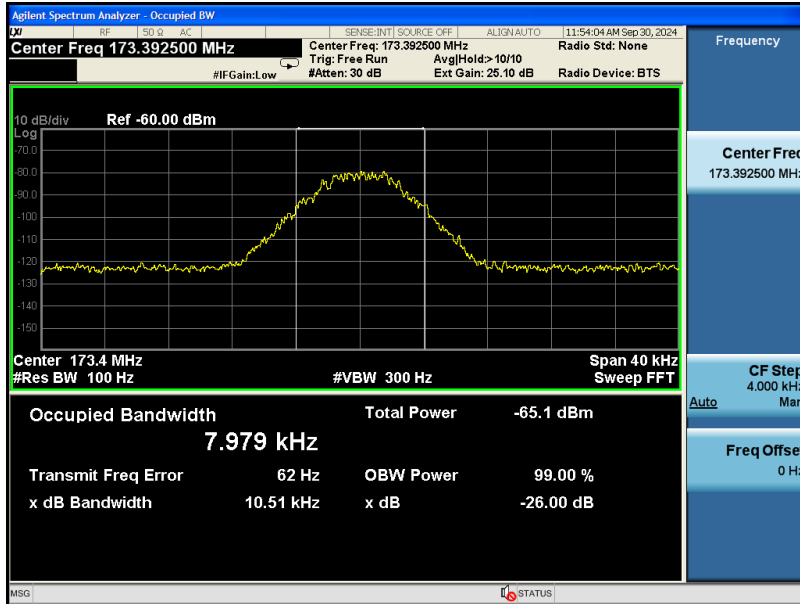 Agilent Spectrum Analyzer - Occupied BW
LXI RF 50 Ω AC SENSE:INT SOURCE OFF ALIGN AUTO 11:54:04 AM Sep 30, 2024
Center Freq 173.392500 MHz
Center Freq: 173.392500 MHz
Radio Std: None
Trig: Free Run Avg|Hold:>10/10
#IFGain:Low #Atten: 30 dB Ext Gain: 25.10 dB Radio Device: BTS
Frequency
10 dB/div Ref -60.00 dBm
Log
-70.0
-80.0
-90.0
-100
-110
-120
-130
-140
-150
Center 173.4 MHz Span 40 kHz
#Res BW 100 Hz #VBW 300 Hz Sweep FFT
Center Freq
173.392500 MHz
CF Step
4.000 kHz
Auto Man
Freq Offset
0 Hz
Occupied Bandwidth Total Power -65.1 dBm
7.979 kHz
Transmit Freq Error 62 Hz OBW Power 99.00 %
x dB Bandwidth 10.51 kHz x dB -26.00 dB
MSG STATUS